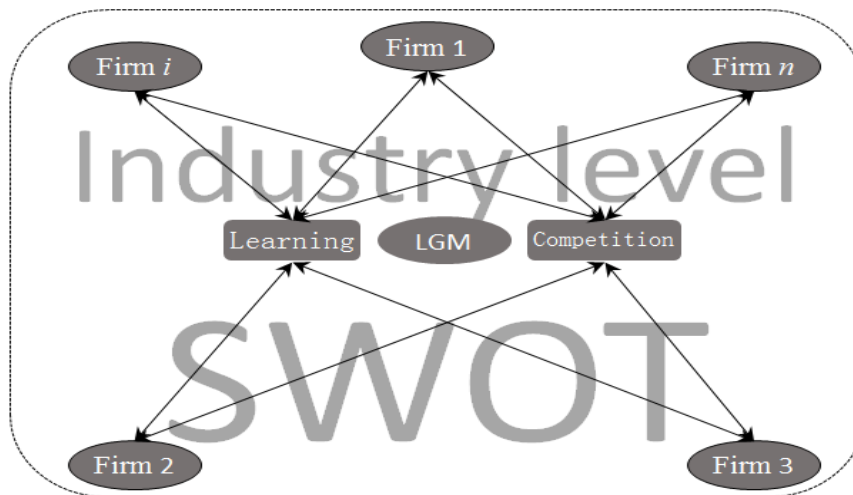 Firm i
Firm 1
Firm n
Industry level
Learning
LGM
Competition
SWOT
Firm 2
Firm 3